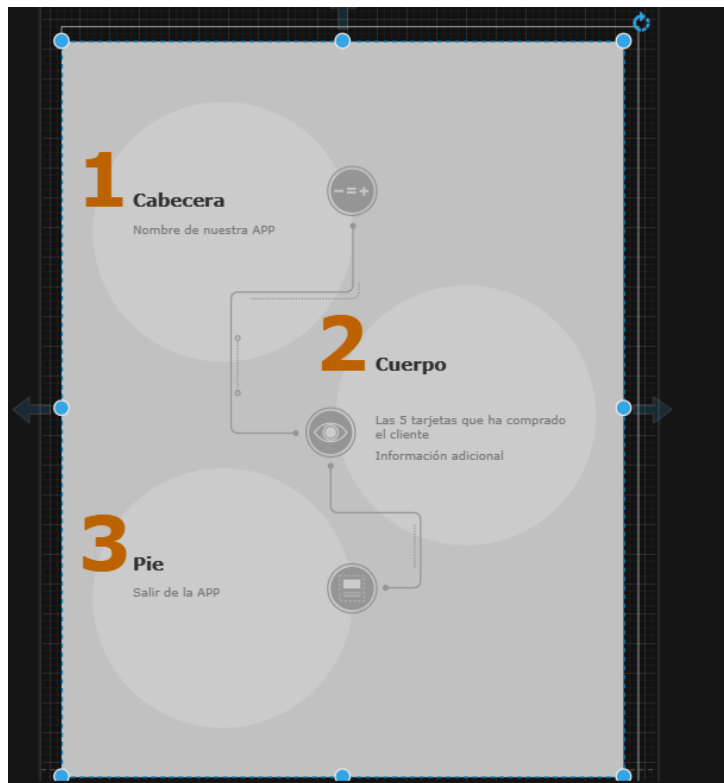 1
Cabecera
Nombre de nuestra APP
2
Cuerpo
Las 5 tarjetas que ha comprado
el cliente
Información adicional
3
Pie
Salir de la APP